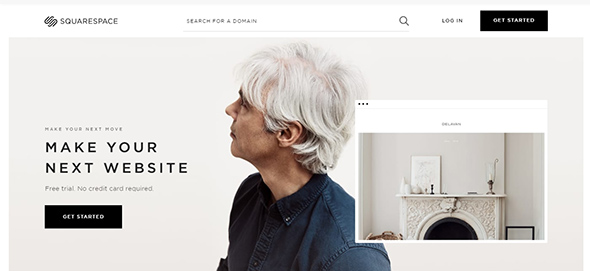 SQUARESPACE
SEARCH FOR A DOMAIN
LOG IN
GET STARTED
MAKE YOUR NEXT MOVE
MAKE YOUR
NEXT WEBSITE
Free trial. No credit card required.
GET STARTED